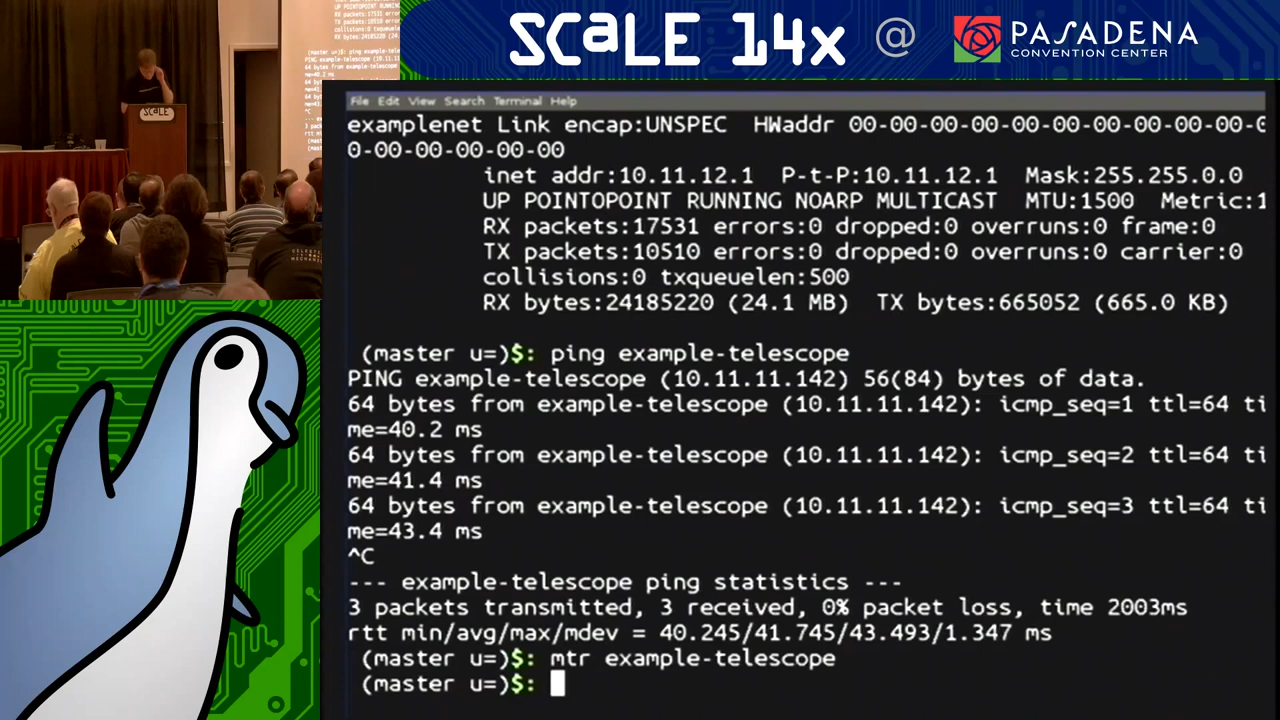 SCaLE 14x @ PASADENA
CONVENTION CENTER
File Edit View Search Terminal Help
examplenet Link encap:UNSPEC  HWaddr 00-00-00-00-00-00-00-00-00-0
0-00-00-00-00-00
inet addr:10.11.12.1  P-t-P:10.11.12.1  Mask:255.255.0.0
UP POINTOPOINT RUNNING NOARP MULTICAST  MTU:1500  Metric:1
RX packets:17531 errors:0 dropped:0 overruns:0 frame:0
TX packets:10510 errors:0 dropped:0 overruns:0 carrier:0
collisions:0 txqueuelen:500
RX bytes:24185220 (24.1 MB)  TX bytes:665052 (665.0 KB)
(master u=)$: ping example-telescope
PING example-telescope (10.11.11.142) 56(84) bytes of data.
64 bytes from example-telescope (10.11.11.142): icmp_seq=1 ttl=64 ti
me=40.2 ms
64 bytes from example-telescope (10.11.11.142): icmp_seq=2 ttl=64 ti
me=41.4 ms
64 bytes from example-telescope (10.11.11.142): icmp_seq=3 ttl=64 ti
me=43.4 ms
^C
--- example-telescope ping statistics ---
3 packets transmitted, 3 received, 0% packet loss, time 2003ms
rtt min/avg/max/mdev = 40.245/41.745/43.493/1.347 ms
(master u=)$: mtr example-telescope
(master u=)$:
SCaLE